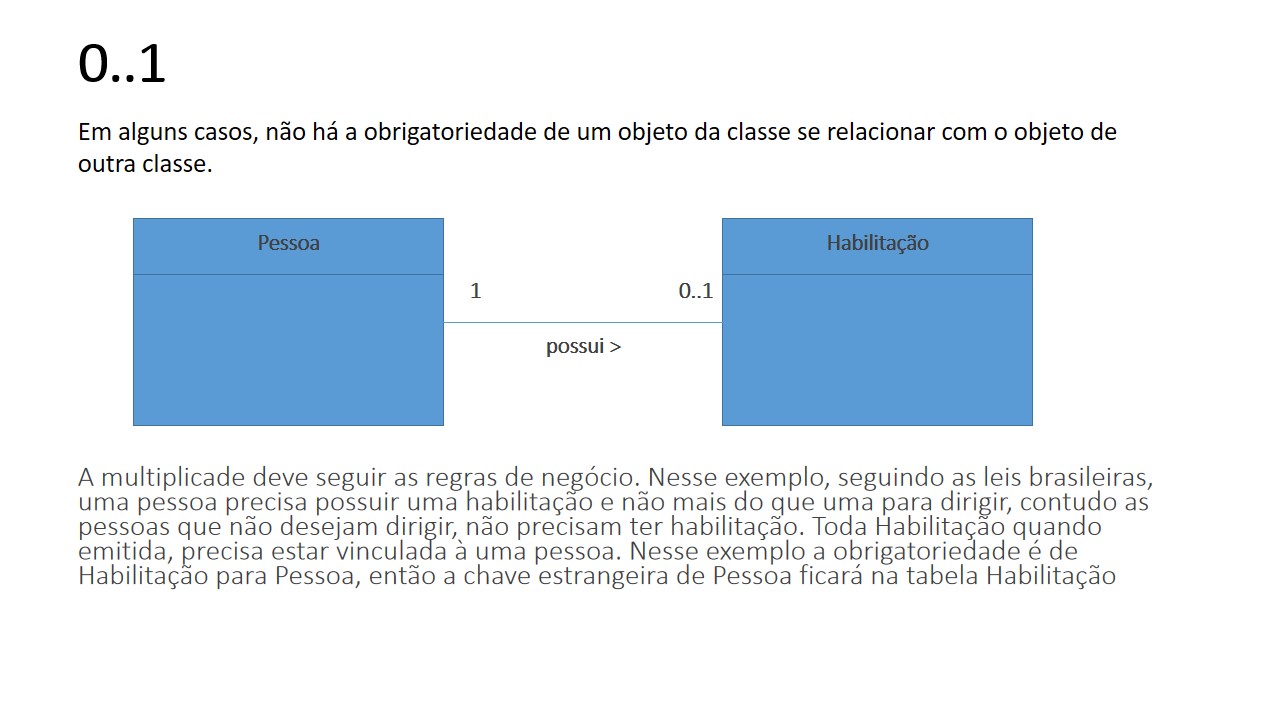 0..1
Em alguns casos, não há a obrigatoriedade de um objeto da classe se relacionar com o objeto de
outra classe.
Pessoa
Habilitação
1
0..1
possui >
A multiplicade deve seguir as regras de negócio. Nesse exemplo, seguindo as leis brasileiras,
uma pessoa precisa possuir uma habilitação e não mais do que uma para dirigir, contudo as
pessoas que não desejam dirigir, não precisam ter habilitação. Toda Habilitação quando
emitida, precisa estar vinculada à uma pessoa. Nesse exemplo a obrigatoriedade é de
Habilitação para Pessoa, então a chave estrangeira de Pessoa ficará na tabela Habilitação